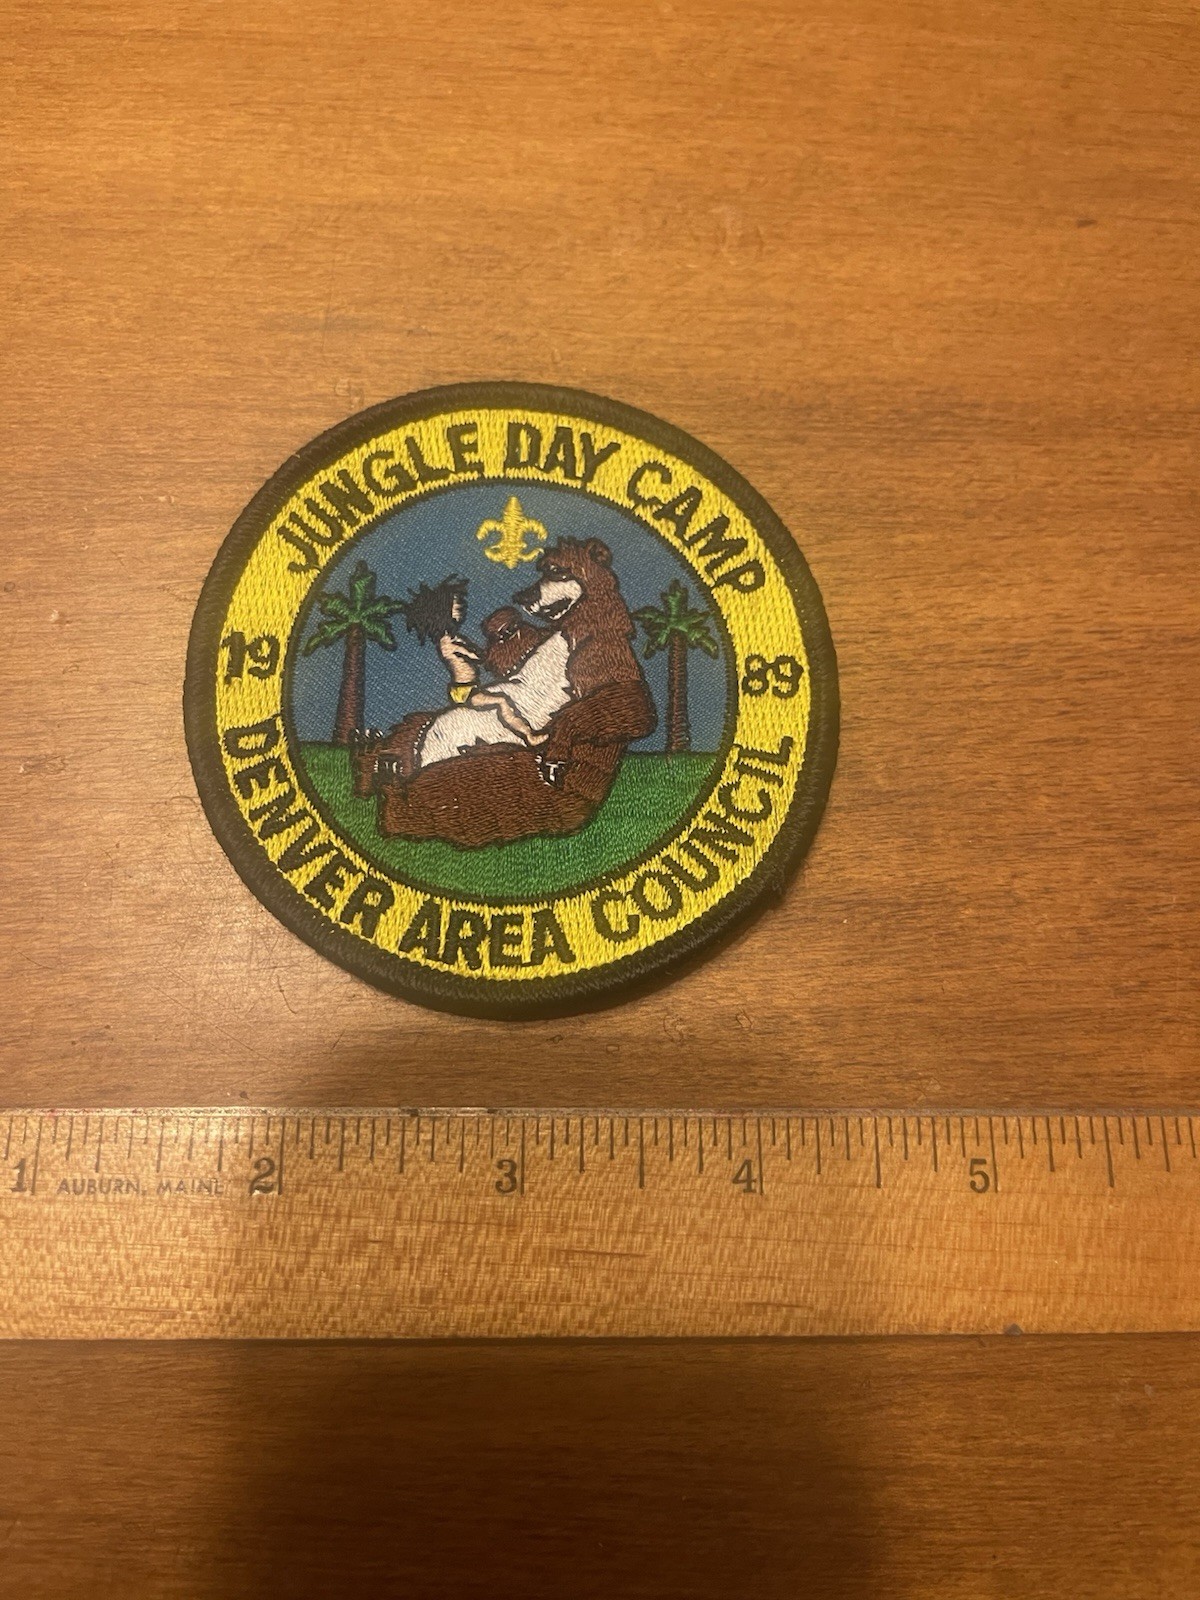 JUNGLE DAY CAMP
19 89
DENVER AREA COUNCIL
1 2 3 4 5
AUBURN, MAINE